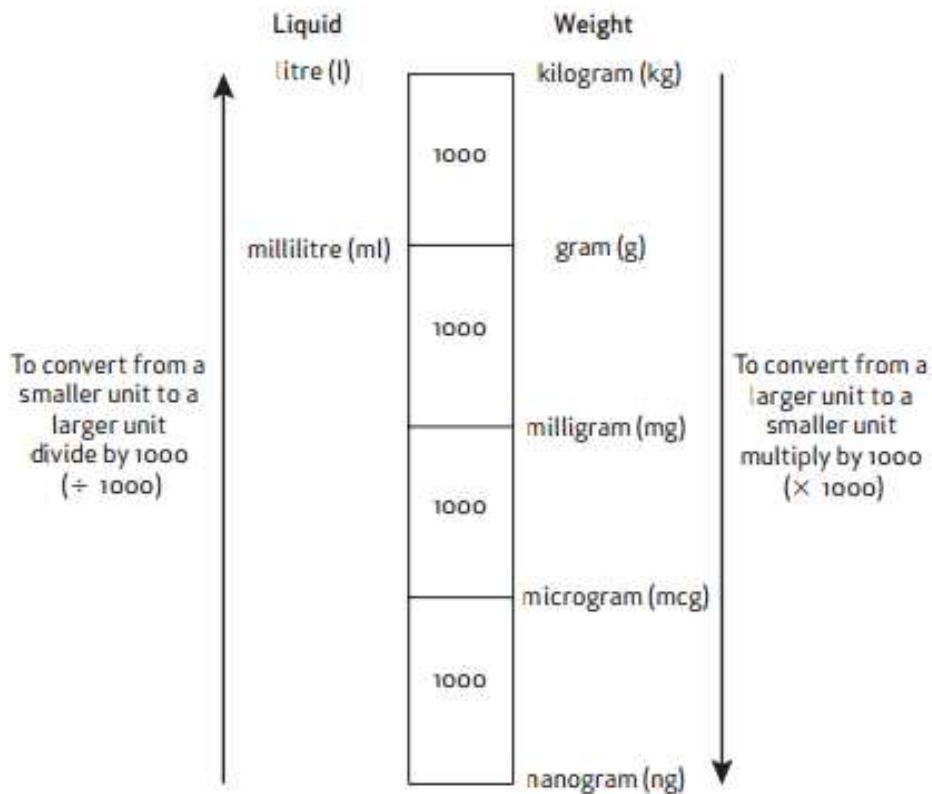 Liquid
Weight
litre (l)
kilogram (kg)
1000
millilitre (ml)
gram (g)
1000
To convert from a
smaller unit to a
larger unit
divide by 1000
(÷ 1000)
To convert from a
larger unit to a
smaller unit
multiply by 1000
(× 1000)
milligram (mg)
1000
microgram (mcg)
1000
nanogram (ng)